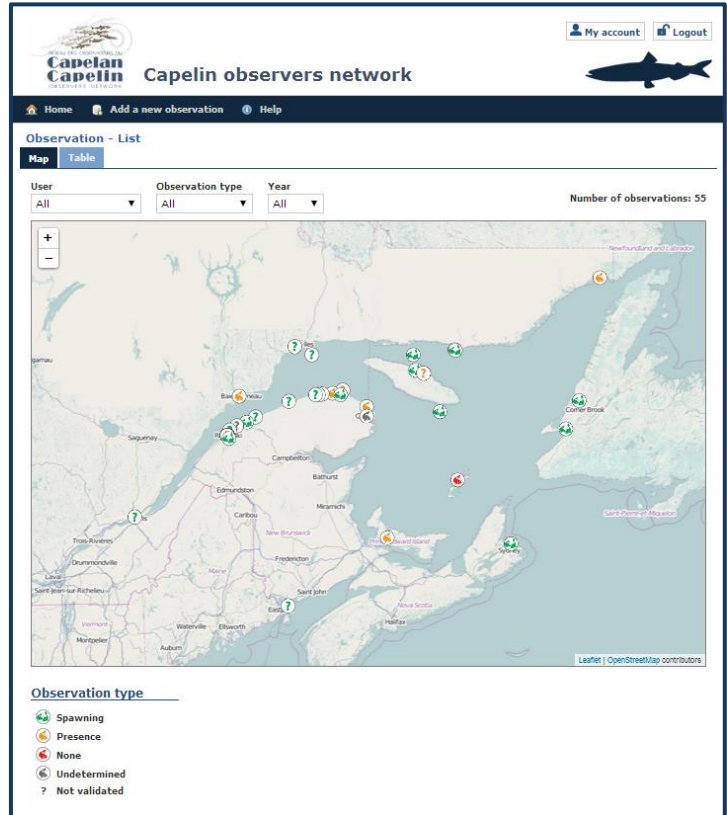 RÉSEAU DES OBSERVATEURS DU
Capelan
Capelin
OBSERVERS NETWORK
Capelin observers network
My account
Logout
Home
Add a new observation
Help
Observation - List
Map
Table
User
Observation type
Year
All
All
All
Number of observations: 55
+
−
Newfoundland and Labrador
Corner Brook
Saguenay
Campbellton
Bathurst
Edmundston
Miramichi
Caribou
Trois-Rivières
New Brunswick
Saint-Pierre-et-Miquelon
Sydney
Drummondville
Fredericton
Laval
Maine
Saint-Jean-sur-Richelieu
Saint John
Nova Scotia
Halifax
Vermont
Waterville
Ellsworth
Montpelier
Auburn
Leaflet | OpenStreetMap contributors
Observation type
Spawning
Presence
None
Undetermined
? Not validated